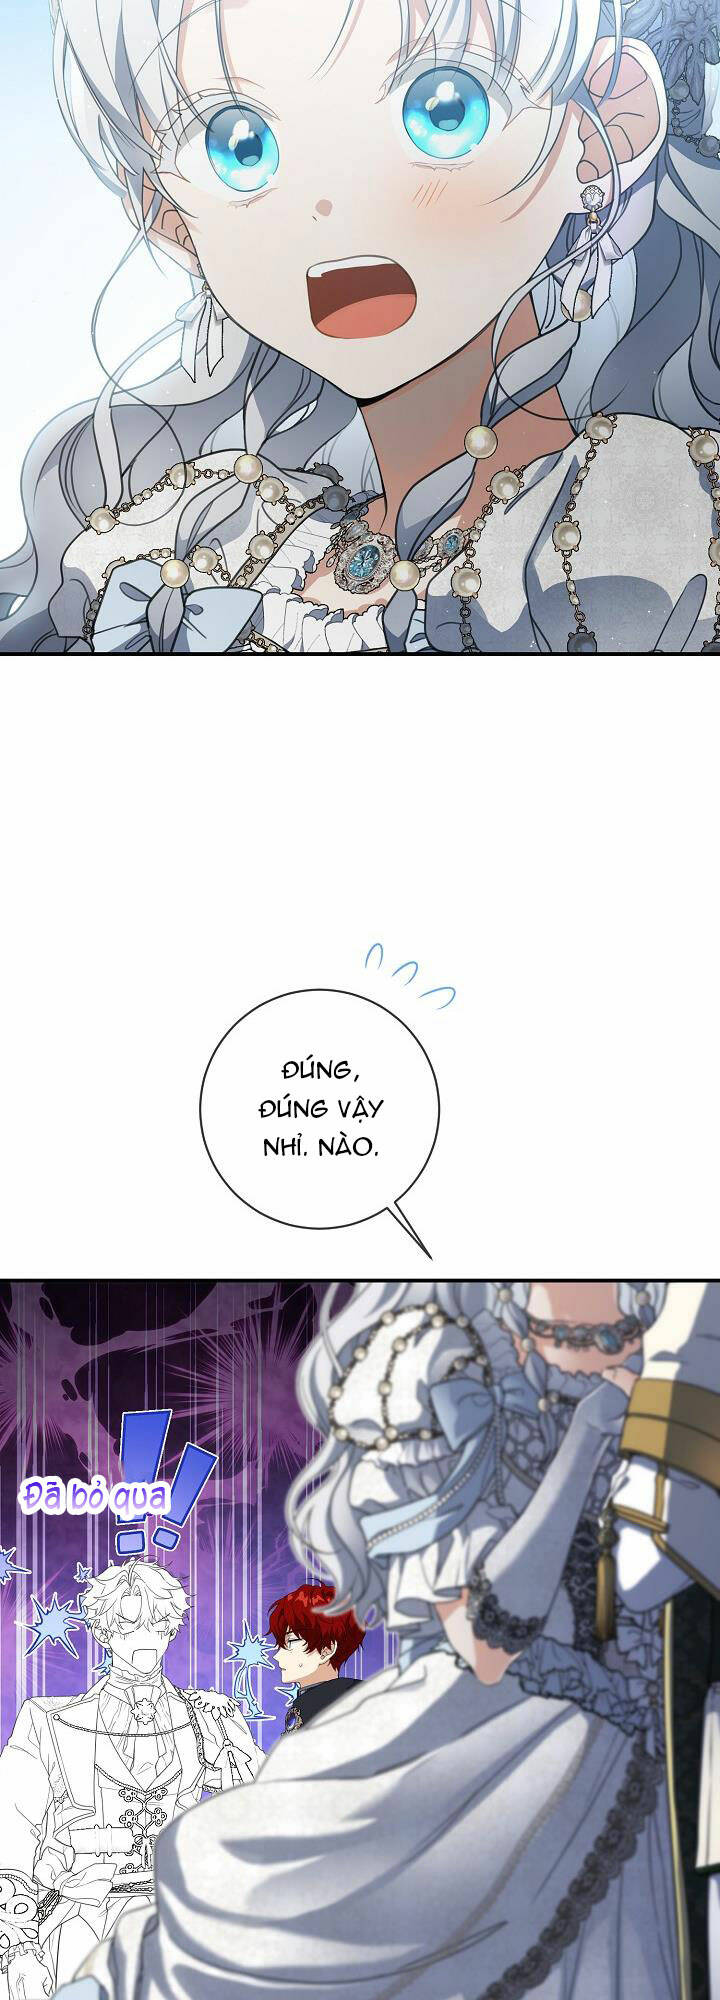 ĐÚNG,
ĐÚNG VẬY
NHỈ. NÀO.
!!
Đã bỏ qua